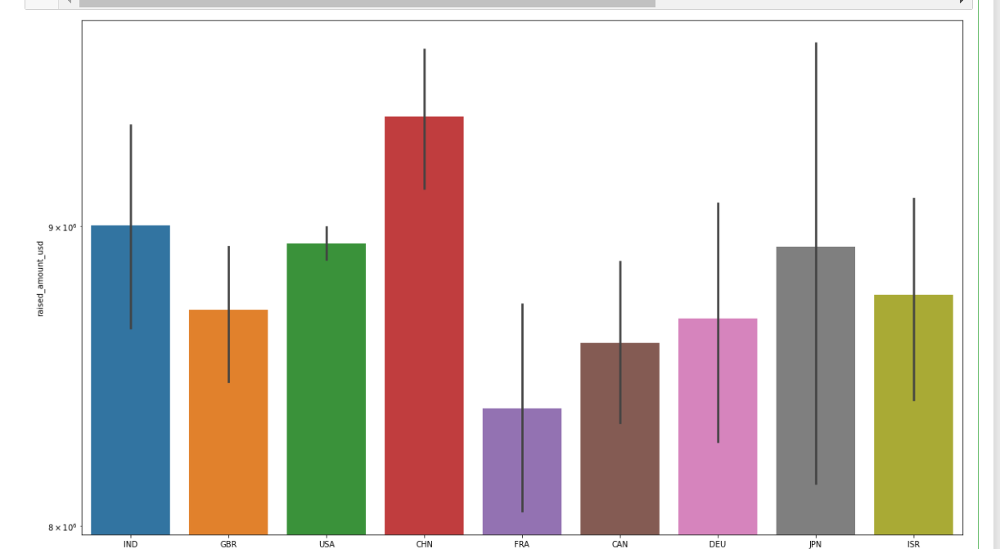 9 × 10⁶
raised_amount_usd
8 × 10⁶
IND GBR USA CHN FRA CAN DEU JPN ISR